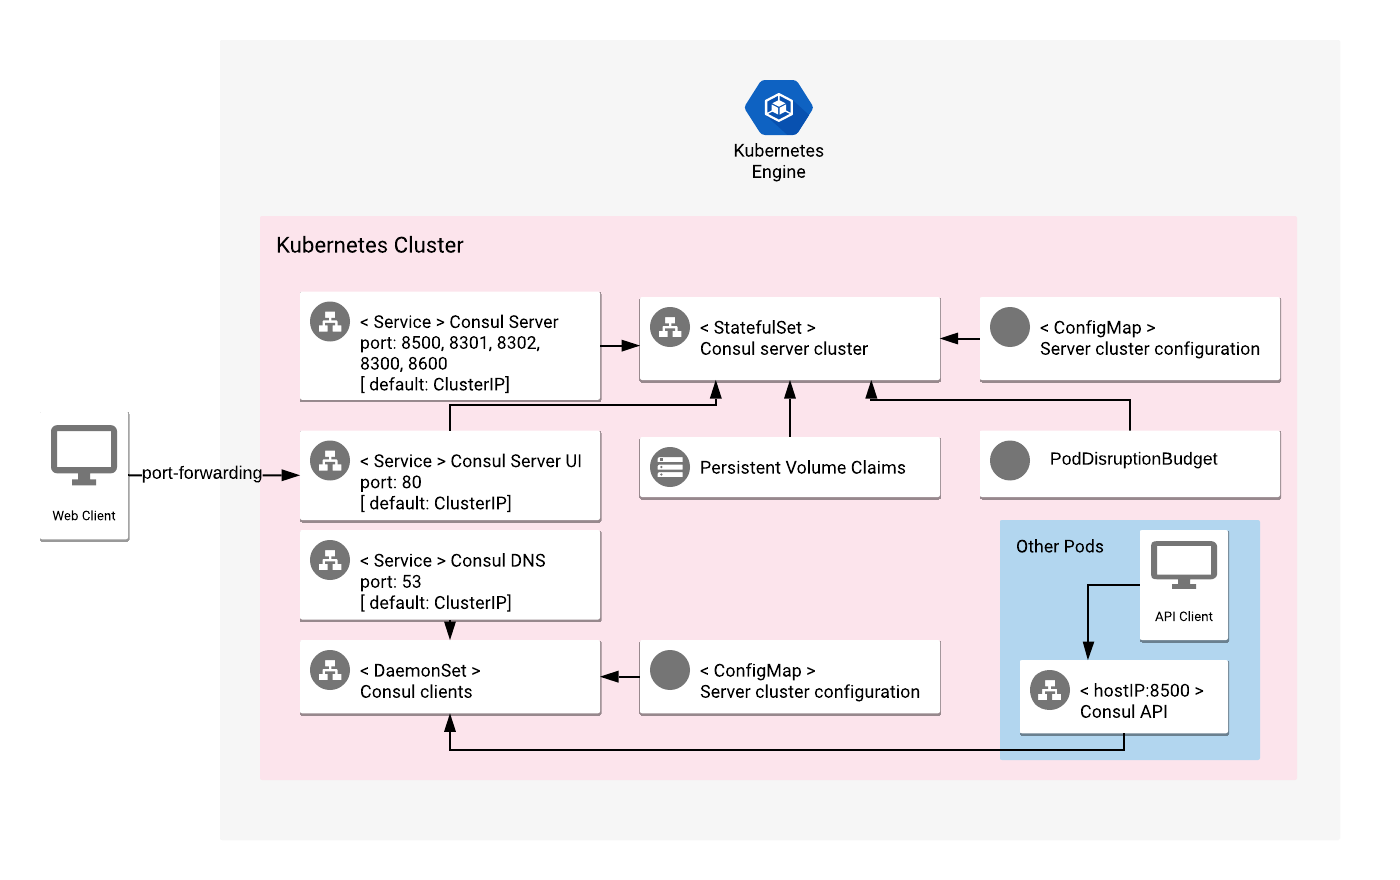 Kubernetes
Engine
Kubernetes Cluster
< Service > Consul Server
port: 8500, 8301, 8302,
8300, 8600
[ default: ClusterIP]
< StatefulSet >
Consul server cluster
< ConfigMap >
Server cluster configuration
Web Client
port-forwarding
< Service > Consul Server UI
port: 80
[ default: ClusterIP]
Persistent Volume Claims
PodDisruptionBudget
< Service > Consul DNS
port: 53
[ default: ClusterIP]
Other Pods
API Client
< DaemonSet >
Consul clients
< ConfigMap >
Server cluster configuration
< hostIP:8500 >
Consul API